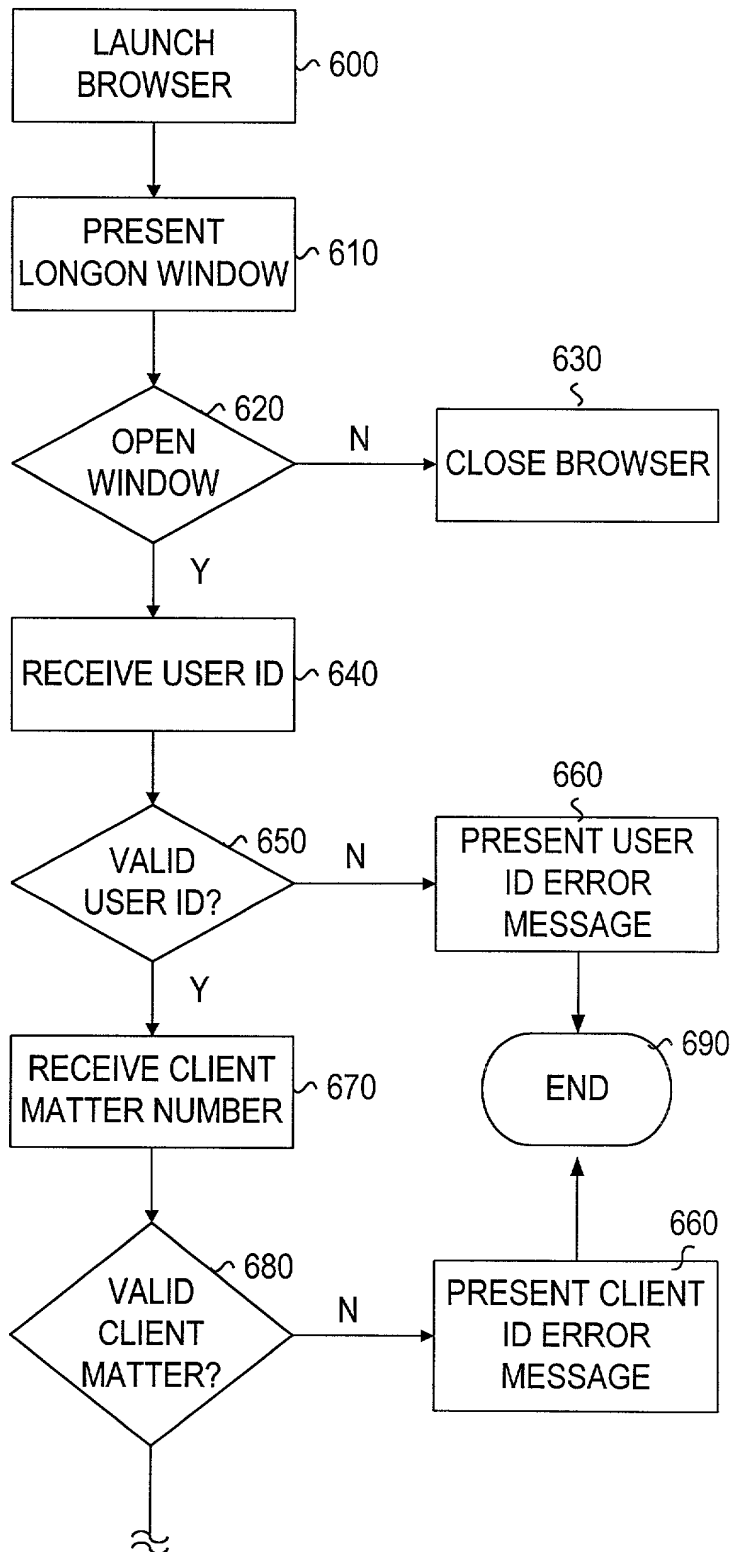 LAUNCH
BROWSER
600
PRESENT
LONGON WINDOW
610
OPEN
WINDOW
620
N
630
CLOSE BROWSER
Y
RECEIVE USER ID
640
VALID
USER ID?
650
N
660
PRESENT USER
ID ERROR
MESSAGE
Y
RECEIVE CLIENT
MATTER NUMBER
670
690
END
VALID
CLIENT
MATTER?
680
N
660
PRESENT CLIENT
ID ERROR
MESSAGE